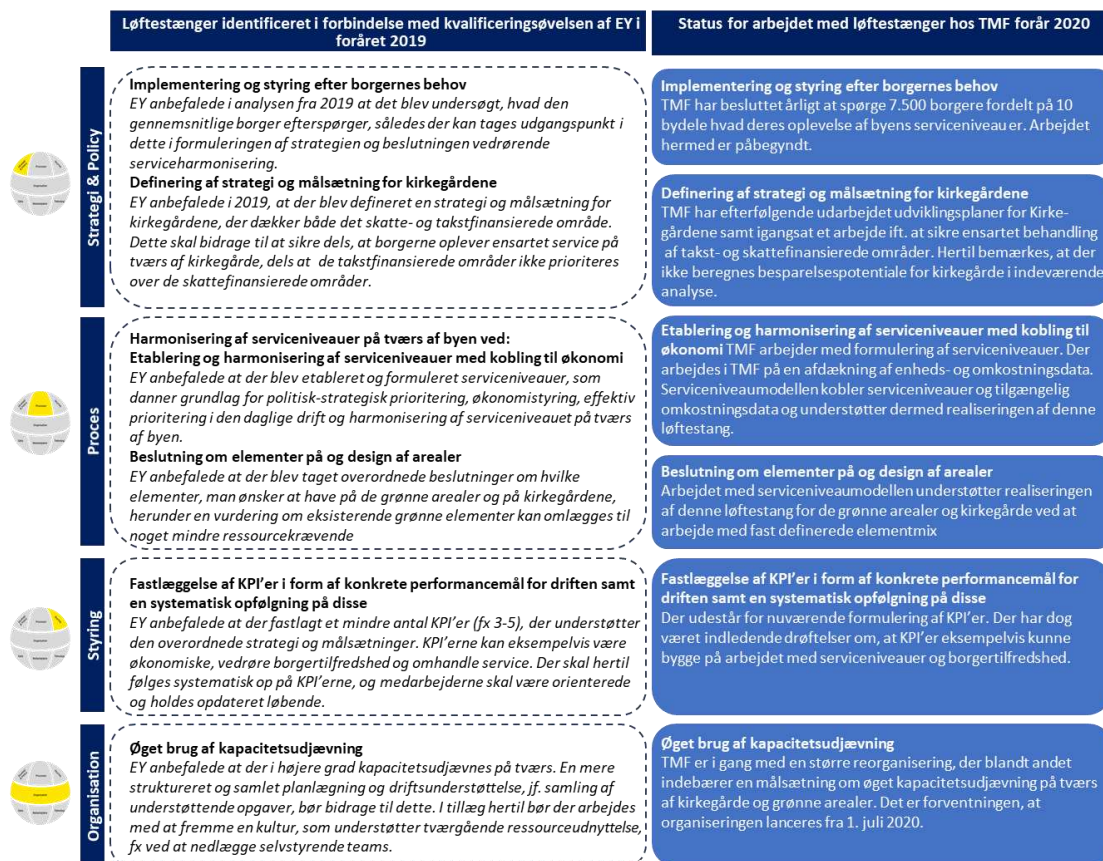 Løftestænger identificeret i forbindelse med kvalificeringsøvelsen af EY i
foråret 2019
Status for arbejdet med løftestænger hos TMF forår 2020
Strategi & Policy
Implementering og styring efter borgernes behov
EY anbefalede i analysen fra 2019 at det blev undersøgt, hvad den
gennemsnitlige borger efterspørger, således der kan tages udgangspunkt i
dette i formuleringen af strategien og beslutningen vedrørende
serviceharmonisering.
Definering af strategi og målsætning for kirkegårdene
EY anbefalede i 2019, at der blev defineret en strategi og målsætning for
kirkegårdene, der dækker både det skatte- og takstfinansierede område.
Dette skal bidrage til at sikre dels, at borgerne oplever ensartet service på
tværs af kirkegårde, dels at de takstfinansierede områder ikke prioriteres
over de skattefinansierede områder.
Implementering og styring efter borgernes behov
TMF har besluttet årligt at spørge 7.500 borgere fordelt på 10
bydele hvad deres oplevelse af byens serviceniveau er. Arbejdet
hermed er påbegyndt.
Definering af strategi og målsætning for kirkegårdene
TMF har efterfølgende udarbejdet udviklingsplaner for Kirke-
gårdene samt igangsat et arbejde ift. at sikre ensartet behandling
af takst- og skattefinansierede områder. Hertil bemærkes, at der
ikke beregnes besparelsespotentiale for kirkegårde i indeværende
analyse.
Proces
Harmonisering af serviceniveauer på tværs af byen ved:
Etablering og harmonisering af serviceniveauer med kobling til økonomi
EY anbefalede at der blev etableret og formuleret serviceniveauer, som
danner grundlag for politisk-strategisk prioritering, økonomistyring, effektiv
prioritering i den daglige drift og harmonisering af serviceniveauet på tværs
af byen.
Beslutning om elementer på og design af arealer
EY anbefalede at der blev taget overordnede beslutninger om hvilke
elementer, man ønsker at have på de grønne arealer og på kirkegårdene,
herunder en vurdering om eksisterende grønne elementer kan omlægges til
noget mindre ressourcekrævende
Etablering og harmonisering af serviceniveauer med kobling til
økonomi TMF arbejder med formulering af serviceniveauer. Der
arbejdes i TMF på en afdækning af enheds- og omkostningsdata.
Serviceniveaumodellen kobler serviceniveauer og tilgængelig
omkostningsdata og understøtter dermed realiseringen af denne
løftestang.
Beslutning om elementer på og design af arealer
Arbejdet med serviceniveaumodellen understøtter realiseringen
af denne løftestang for de grønne arealer og kirkegårde ved at
arbejde med fast definerede elementmix
Styring
Fastlæggelse af KPI'er i form af konkrete performancemål for driften samt
en systematisk opfølgning på disse
EY anbefalede at der fastlagt et mindre antal KPI'er (fx 3-5), der understøtter
den overordnede strategi og målsætninger. KPI'erne kan eksempelvis være
økonomiske, vedrøre borgertilfredshed og omhandle service. Der skal hertil
følges systematisk op på KPI'erne, og medarbejderne skal være orienterede
og holdes opdateret løbende.
Fastlæggelse af KPI'er i form af konkrete performancemål for
driften samt en systematisk opfølgning på disse
Der udestår for nuværende formulering af KPI'er. Der har dog
været indledende drøftelser om, at KPI'er eksempelvis kunne
bygge på arbejdet med serviceniveauer og borgertilfredshed.
Organisation
Øget brug af kapacitetsudjævning
EY anbefalede at der i højere grad kapacitetsudjævnes på tværs. En mere
struktureret og samlet planlægning og driftsunderstøttelse, jf. samling af
understøttende opgaver, bør bidrage til dette. I tillæg hertil bør der arbejdes
med at fremme en kultur, som understøtter tværgående ressourceudnyttelse,
fx ved at nedlægge selvstyrende teams.
Øget brug af kapacitetsudjævning
TMF er i gang med en større reorganisering, der blandt andet
indebærer en målsætning om øget kapacitetsudjævning på tværs
af kirkegårde og grønne arealer. Det er forventningen, at
organiseringen lanceres fra 1. juli 2020.